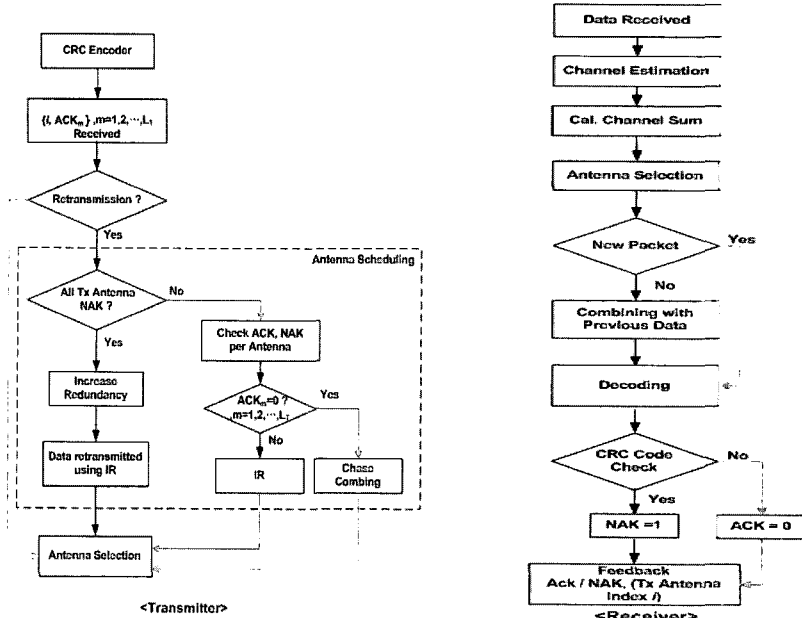 CRC Encoder
{l, ACKm} ,m=1,2,···,LT
Received
Retransmission ?
Yes
Antenna Scheduling
All Tx Antenna
NAK ?
No
Yes
Check ACK, NAK
per Antenna
Increase
Redundancy
ACKm=0 ?
,m=1,2,···,LT
Yes
No
Data retransmitted
using IR
IR
Chase
Combing
Antenna Selection
<Transmitter>
Data Received
Channel Estimation
Cal. Channel Sum
Antenna Selection
New Packet
Yes
No
Combining with
Previous Data
Decoding
CRC Code
Check
No
Yes
NAK =1
ACK = 0
Feedback
Ack / NAK, (Tx Antenna
Index l)
<Receiver>